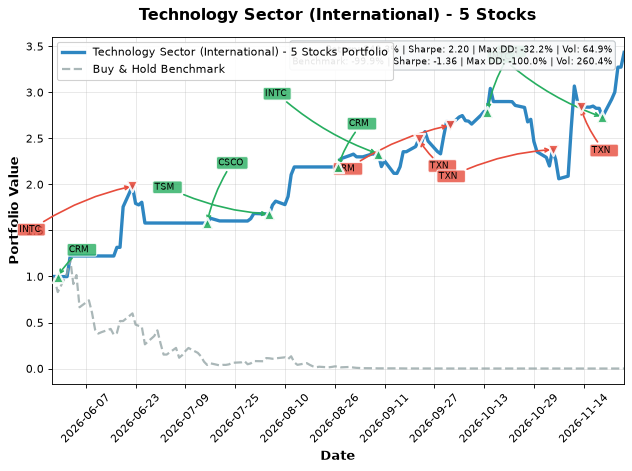 Technology Sector (International) - 5 Stocks
Technology Sector (International) - 5 Stocks Portfolio
Buy & Hold Benchmark
% | Sharpe: 2.20 | Max DD: -32.2% | Vol: 64.9%
Benchmark: -99.9% | Sharpe: -1.36 | Max DD: -100.0% | Vol: 260.4%
INTC
CRM
TSM
CSCO
INTC
CRM
TXN
TXN
TXN
INTC
CRM
Portfolio Value
3.5
3.0
2.5
2.0
1.0
0.5
0.0
2026-06-07
2026-06-23
2026-07-09
2026-07-25
2026-08-10
2026-08-26
2026-09-11
2026-09-27
2026-10-13
2026-10-29
2026-11-14
Date